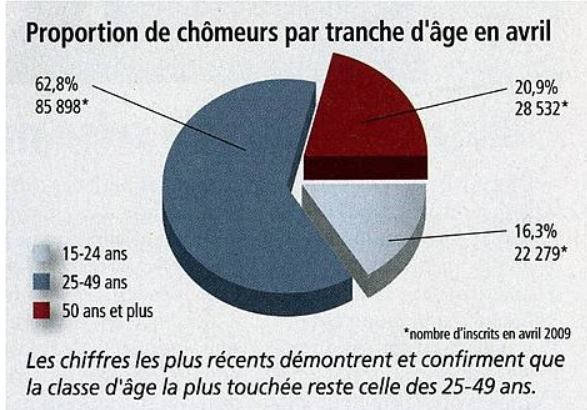 Proportion de chômeurs par tranche d'âge en avril
62,8%
85 898*
20,9%
28 532*
16,3%
22 279*
15-24 ans
25-49 ans
50 ans et plus
*nombre d'inscrits en avril 2009
Les chiffres les plus récents démontrent et confirment que
la classe d'âge la plus touchée reste celle des 25-49 ans.